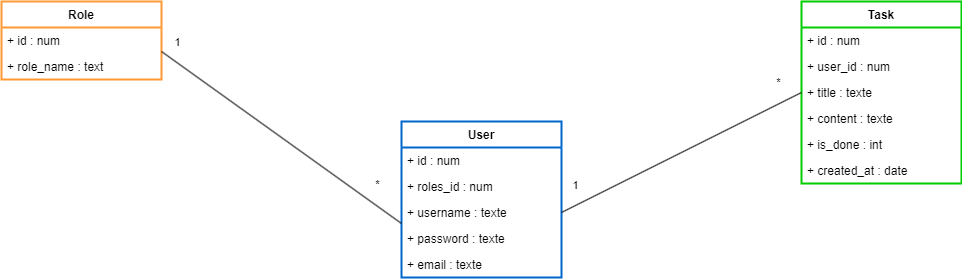 Role
+ id : num
+ role_name : text
1
*
User
+ id : num
+ roles_id : num
+ username : texte
+ password : texte
+ email : texte
1
*
Task
+ id : num
+ user_id : num
+ title : texte
+ content : texte
+ is_done : int
+ created_at : date